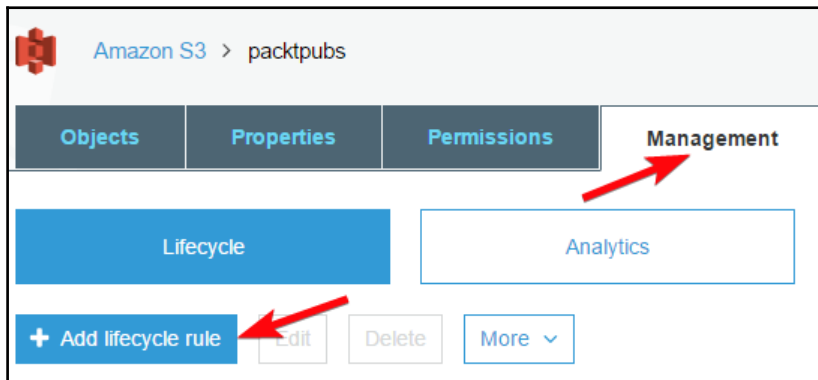 Amazon S3 > packtpubs
Objects Properties Permissions Management
Lifecycle Analytics
+ Add lifecycle rule Edit Delete More